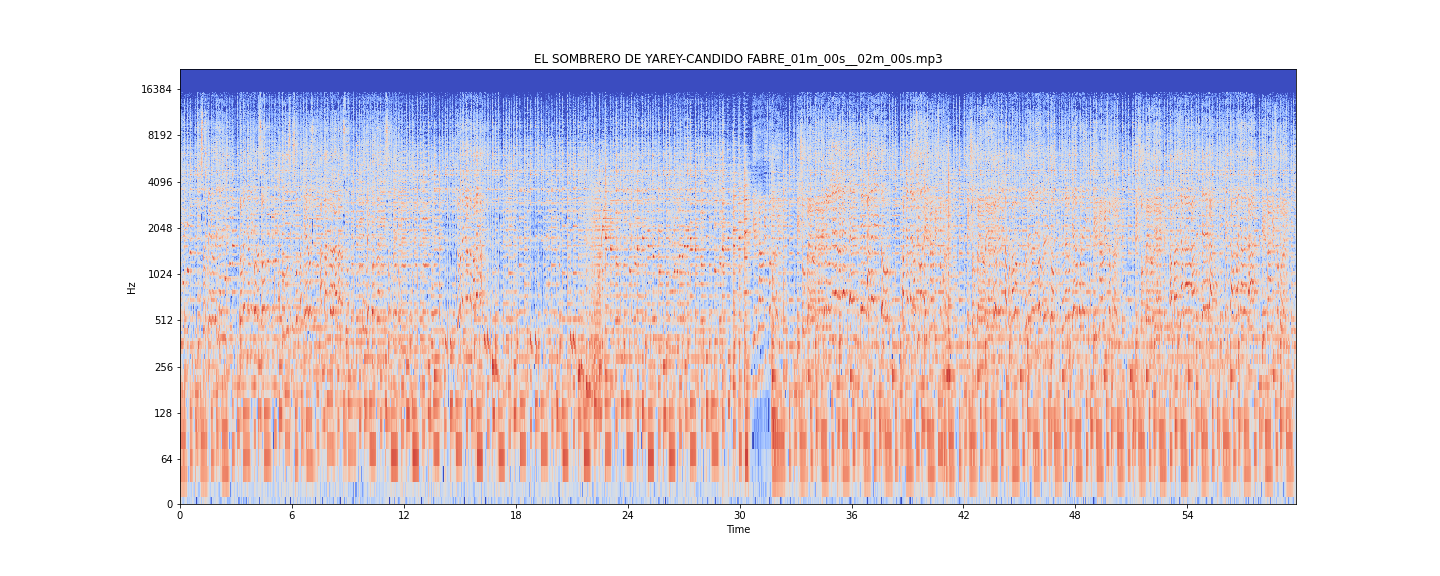 EL SOMBRERO DE YAREY-CANDIDO FABRE_01m_00s__02m_00s.mp3
16384
8192
4096
2048
1024
512
256
128
64
0
Hz
0 6 12 18 24 30 36 42 48 54
Time